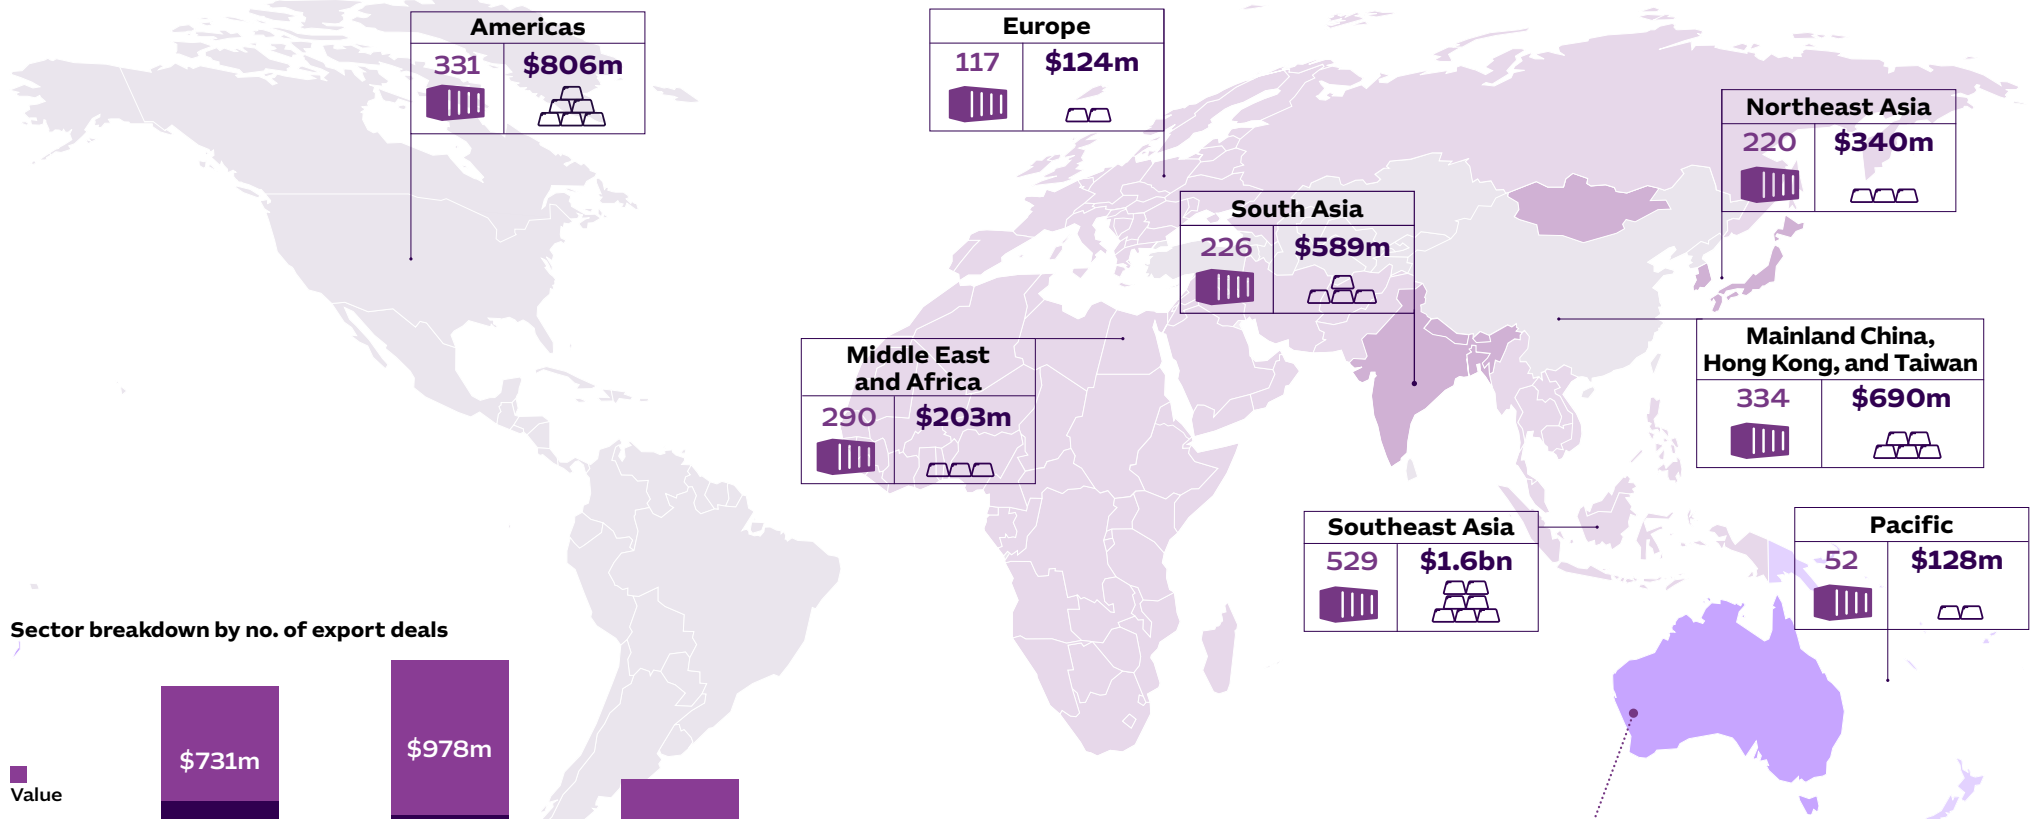 Americas
331 $806m
Europe
117 $124m
Northeast Asia
220 $340m
South Asia
226 $589m
Middle East
and Africa
290 $203m
Mainland China,
Hong Kong, and Taiwan
334 $690m
Southeast Asia
529 $1.6bn
Pacific
52 $128m
Sector breakdown by no. of export deals
$731m
$978m
Value